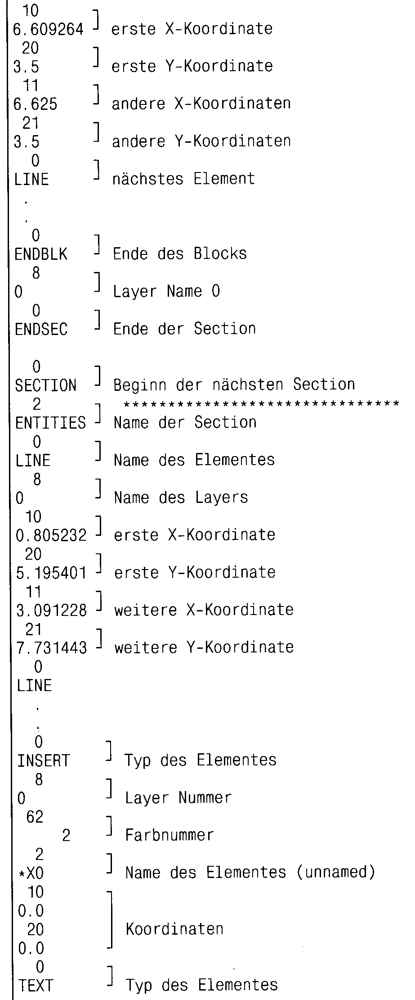 10
6.609264 erste X-Koordinate
20
3.5 erste Y-Koordinate
11
6.625 andere X-Koordinaten
21
3.5 andere Y-Koordinaten
0
LINE nächstes Element
.
.
0
ENDBLK Ende des Blocks
8
0 Layer Name 0
0
ENDSEC Ende der Section
0
SECTION Beginn der nächsten Section
2 *******************************
ENTITIES Name der Section
0
LINE Name des Elementes
8
0 Name des Layers
10
0.805232 erste X-Koordinate
20
5.195401 erste Y-Koordinate
11
3.091228 weitere X-Koordinate
21
7.731443 weitere Y-Koordinate
0
LINE
.
.
0
INSERT Typ des Elementes
8
0 Layer Nummer
62
2 Farbnummer
2
*X0 Name des Elementes (unnamed)
10
0.0
20 Koordinaten
0.0
0
TEXT Typ des Elementes